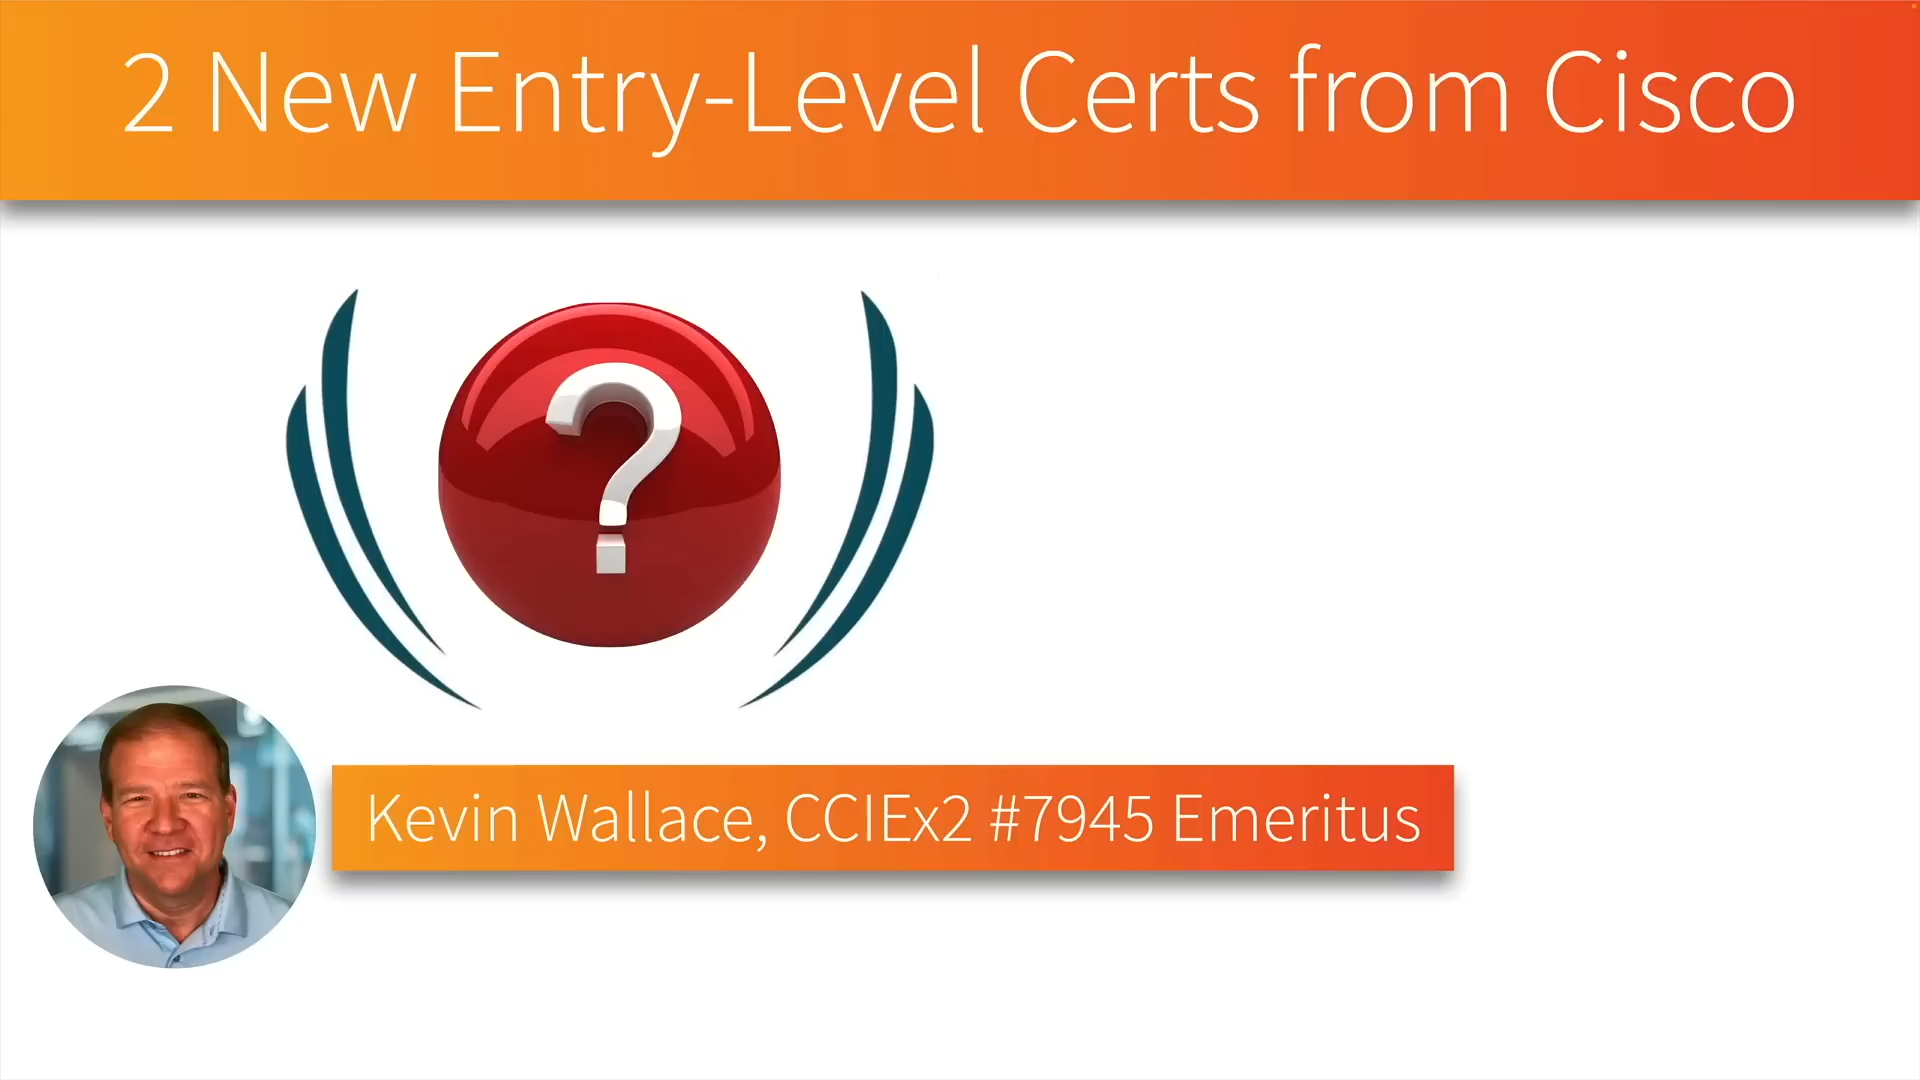 2 New Entry-Level Certs from Cisco
?
Kevin Wallace, CCIEx2 #7945 Emeritus